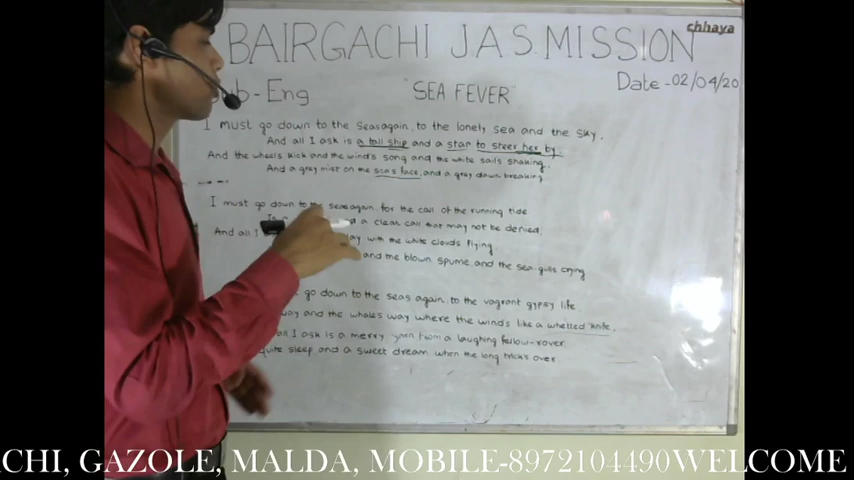 chhaya
BAIRGACHI J.A.S. MISSION
b-Eng
"SEA FEVER"
Date-02/04/20
I must go down to the seas again, to the lonely sea and the sky,
And all I ask is a tall ship and a star to steer her by,
And the wheels kick and the wind's song and the white sails shaking,
And a grey mist on the sea's face, and a grey dawn breaking,
I must go down to the seas again, for the call of the running tide
a clear call that may not be denied;
And all I
with the white clouds flying,
and the blown spume, and the sea-gulls crying
go down to the seas again, to the vagrant gypsy life,
way and the whales way where the winds like a whetted knife,
all I ask is a merry yarn from a laughing fellow-rover,
quite sleep and a sweet dream when the long trick's over
CHI, GAZOLE, MALDA, MOBILE-8972104490WELCOME